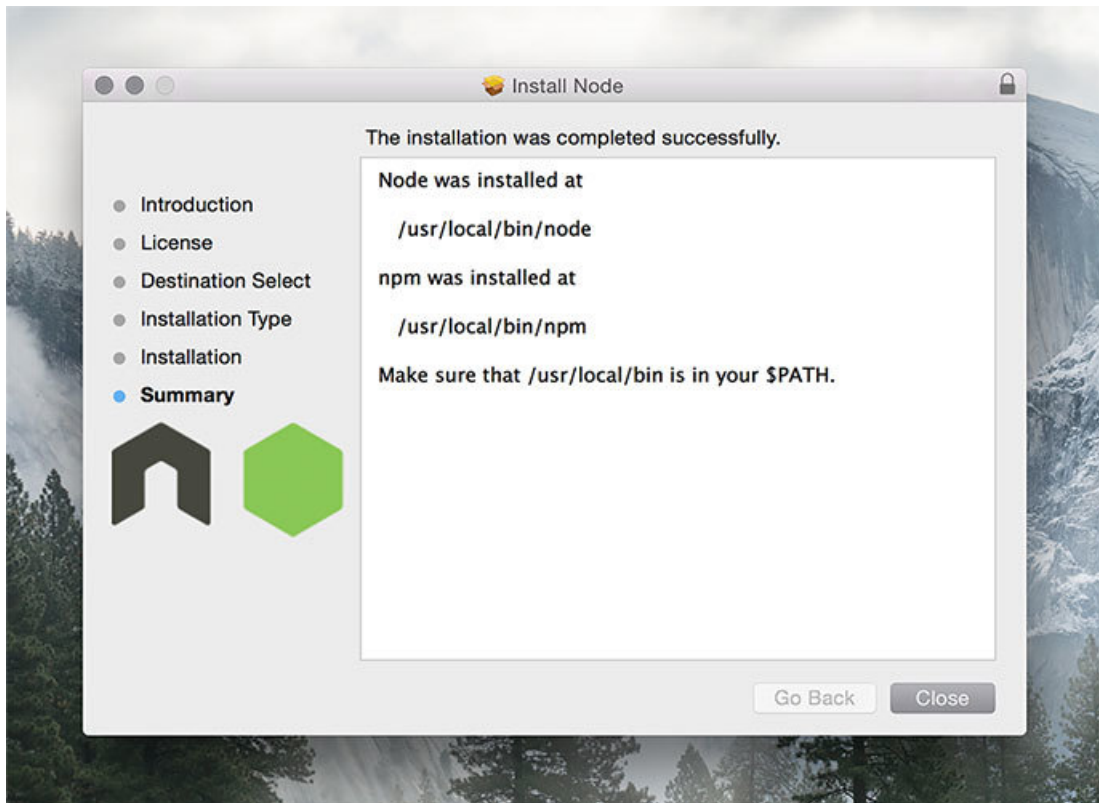 Install Node
The installation was completed successfully.
Introduction
License
Destination Select
Installation Type
Installation
Summary
Node was installed at
/usr/local/bin/node
npm was installed at
/usr/local/bin/npm
Make sure that /usr/local/bin is in your $PATH.
Go Back
Close